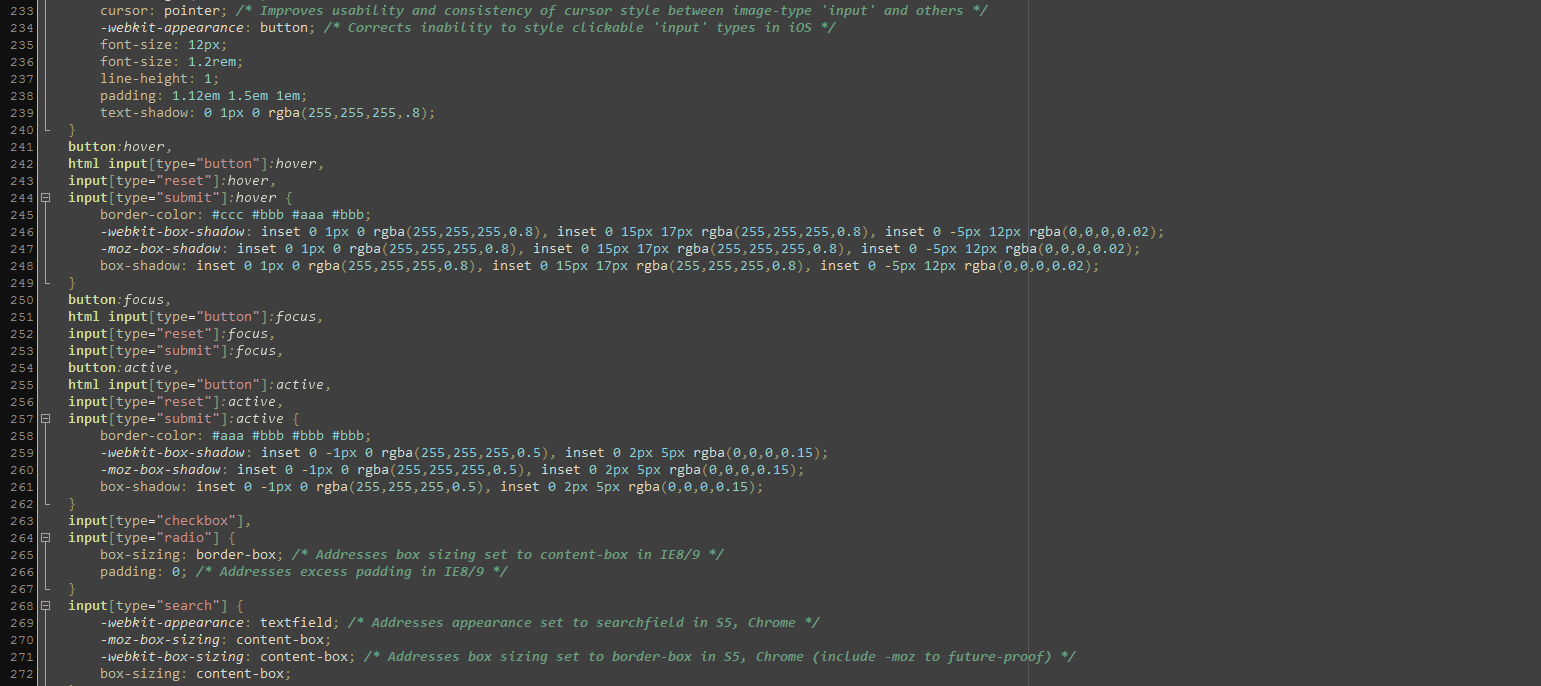 233 cursor: pointer; /* Improves usability and consistency of cursor style between image-type 'input' and others */
234 -webkit-appearance: button; /* Corrects inability to style clickable 'input' types in iOS */
235 font-size: 12px;
236 font-size: 1.2rem;
237 line-height: 1;
238 padding: 1.12em 1.5em 1em;
239 text-shadow: 0 1px 0 rgba(255,255,255,.8);
240 }
241 button:hover,
242 html input[type="button"]:hover,
243 input[type="reset"]:hover,
244 input[type="submit"]:hover {
245 border-color: #ccc #bbb #aaa #bbb;
246 -webkit-box-shadow: inset 0 1px 0 rgba(255,255,255,0.8), inset 0 15px 17px rgba(255,255,255,0.8), inset 0 -5px 12px rgba(0,0,0,0.02);
247 -moz-box-shadow: inset 0 1px 0 rgba(255,255,255,0.8), inset 0 15px 17px rgba(255,255,255,0.8), inset 0 -5px 12px rgba(0,0,0,0.02);
248 box-shadow: inset 0 1px 0 rgba(255,255,255,0.8), inset 0 15px 17px rgba(255,255,255,0.8), inset 0 -5px 12px rgba(0,0,0,0.02);
249 }
250 button:focus,
251 html input[type="button"]:focus,
252 input[type="reset"]:focus,
253 input[type="submit"]:focus,
254 button:active,
255 html input[type="button"]:active,
256 input[type="reset"]:active,
257 input[type="submit"]:active {
258 border-color: #aaa #bbb #bbb #bbb;
259 -webkit-box-shadow: inset 0 -1px 0 rgba(255,255,255,0.5), inset 0 2px 5px rgba(0,0,0,0.15);
260 -moz-box-shadow: inset 0 -1px 0 rgba(255,255,255,0.5), inset 0 2px 5px rgba(0,0,0,0.15);
261 box-shadow: inset 0 -1px 0 rgba(255,255,255,0.5), inset 0 2px 5px rgba(0,0,0,0.15);
262 }
263 input[type="checkbox"],
264 input[type="radio"] {
265 box-sizing: border-box; /* Addresses box sizing set to content-box in IE8/9 */
266 padding: 0; /* Addresses excess padding in IE8/9 */
267 }
268 input[type="search"] {
269 -webkit-appearance: textfield; /* Addresses appearance set to searchfield in S5, Chrome */
270 -moz-box-sizing: content-box;
271 -webkit-box-sizing: content-box; /* Addresses box sizing set to border-box in S5, Chrome (include -moz to future-proof) */
272 box-sizing: content-box;